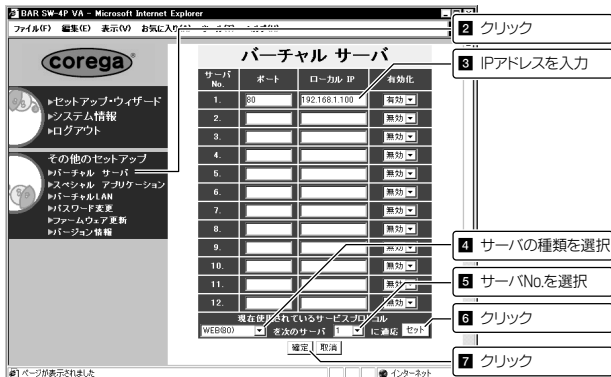 BAR SW-4P VA - Microsoft Internet Explorer
ファイル(F) 編集(E) 表示(V) お気に入り
corega
▶セットアップ・ウィザード
▶システム情報
▶ログアウト
その他のセットアップ
▶バーチャル サーバ
▶スペシャル アプリケーション
▶バーチャルLAN
▶パスワード変更
▶ファームウェア更新
▶バージョン情報
バーチャル サーバ
サーバ No. ポート ローカル IP 有効化
1. 80 192.168.1.100 有効
2. 無効
3. 無効
4. 無効
5. 無効
6. 無効
7. 無効
8. 無効
9. 無効
10. 無効
11. 無効
12. 無効
現在使用されているサービスプロトコル
WEB(80) を次のサーバ 1 に適応 セット
確定 取消
ページが表示されました インターネット
2 クリック
3 IPアドレスを入力
4 サーバの種類を選択
5 サーバNo.を選択
6 クリック
7 クリック